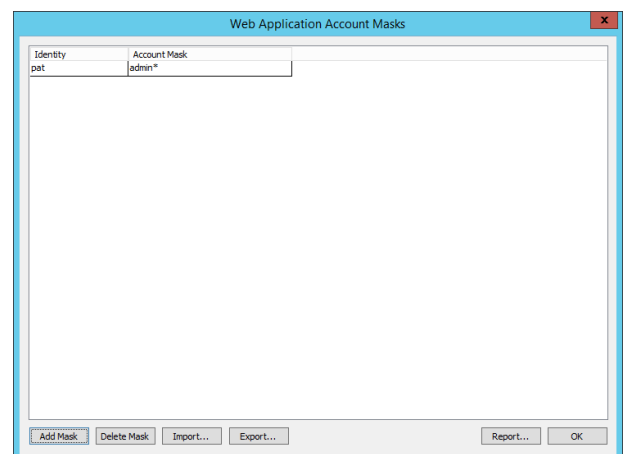 Web Application Account Masks
x
Identity Account Mask
pat admin*
Add Mask Delete Mask Import... Export... Report... OK